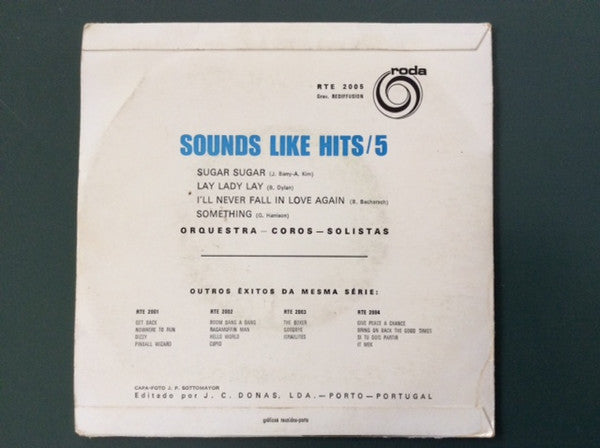 roda
RTE 2005
Grav. REDIFFUSION
SOUNDS LIKE HITS/5
SUGAR SUGAR (J. Barry-A. Kim)
LAY LADY LAY (B. Dylan)
I'LL NEVER FALL IN LOVE AGAIN (B. Bacharach)
SOMETHING (G. Harrison)
ORQUESTRA — COROS — SOLISTAS
OUTROS ÊXITOS DA MESMA SÉRIE:
RTE 2001
GET BACK
NOWHERE TO RUN
DIZZY
PINBALL WIZARD
RTE 2002
BOOM BANG A BANG
RAGAMUFFIN MAN
HELLO WORLD
CUPID
RTE 2003
THE BOXER
GOODBYE
ISRAELITES
RTE 2004
GIVE PEACE A CHANCE
BRING ON BACK THE GOOD TIMES
SI TU DOIS PARTIR
IT MEK
CAPA-FOTO J. P. SOTTOMAYOR
Editado por J. C. DONAS, LDA.—PORTO—PORTUGAL
gráficos reunidos-porto